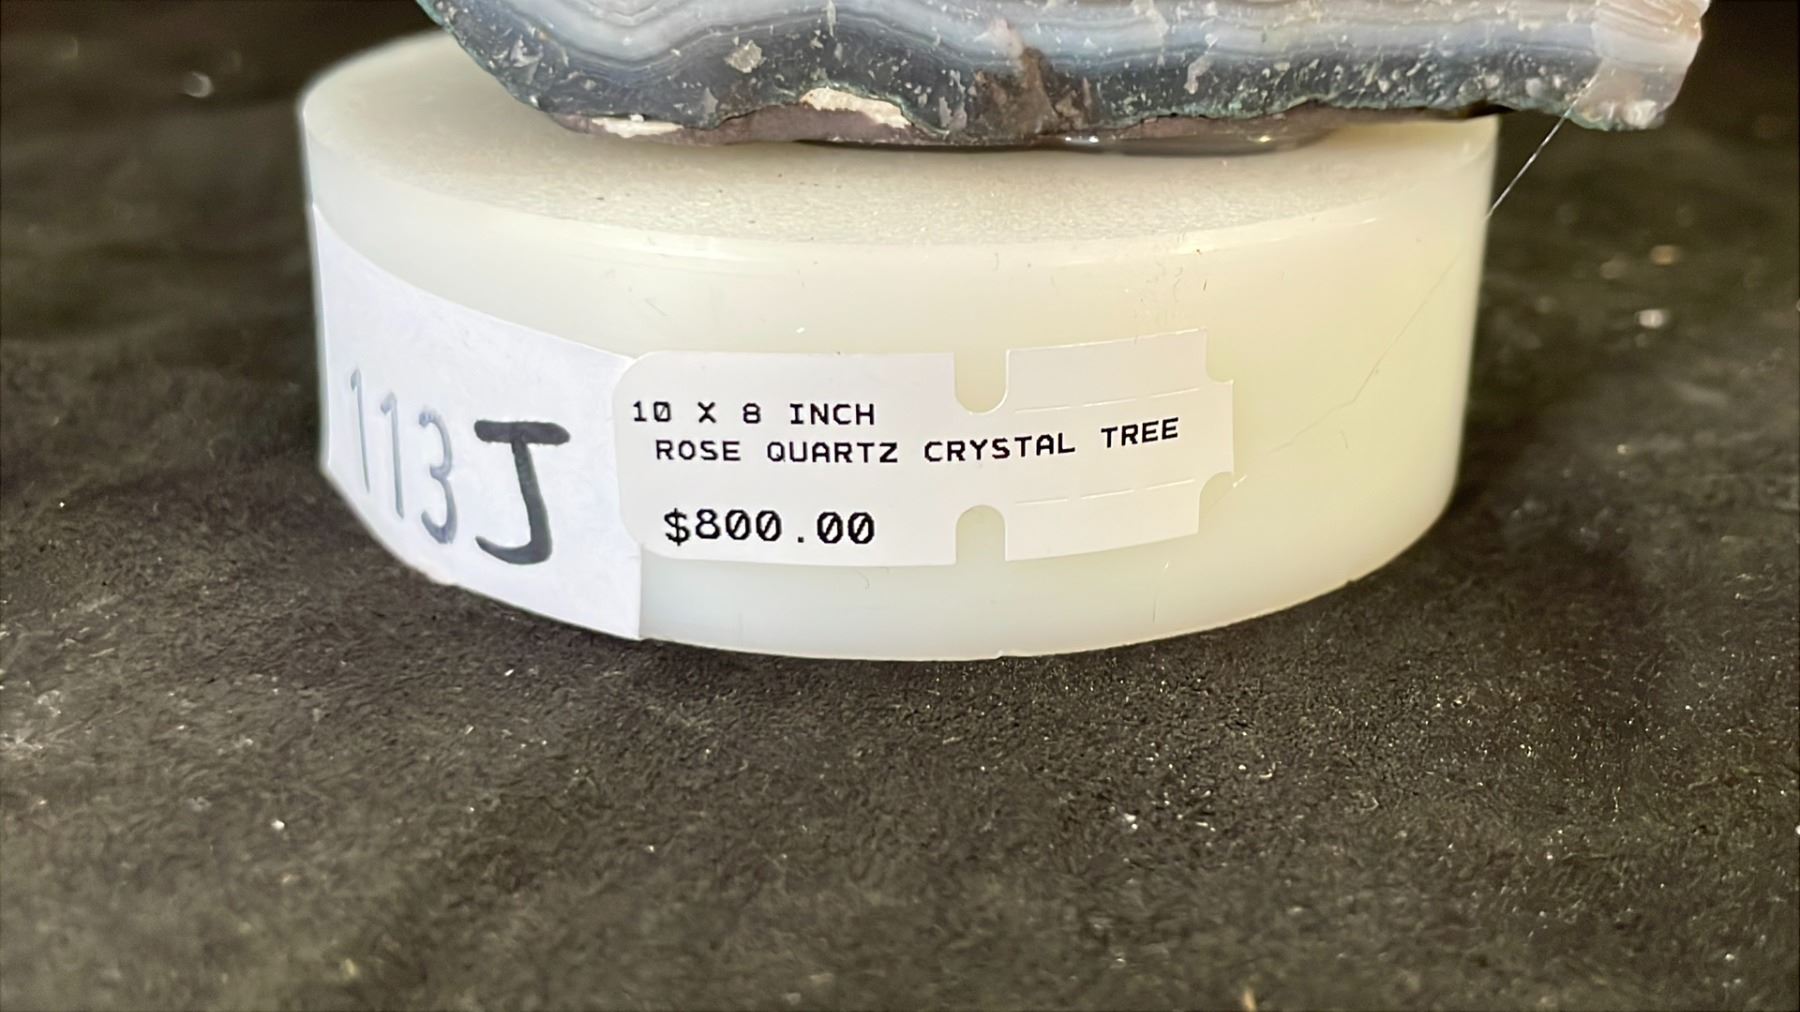 113J
10 X 8 INCH
ROSE QUARTZ CRYSTAL TREE
$800.00